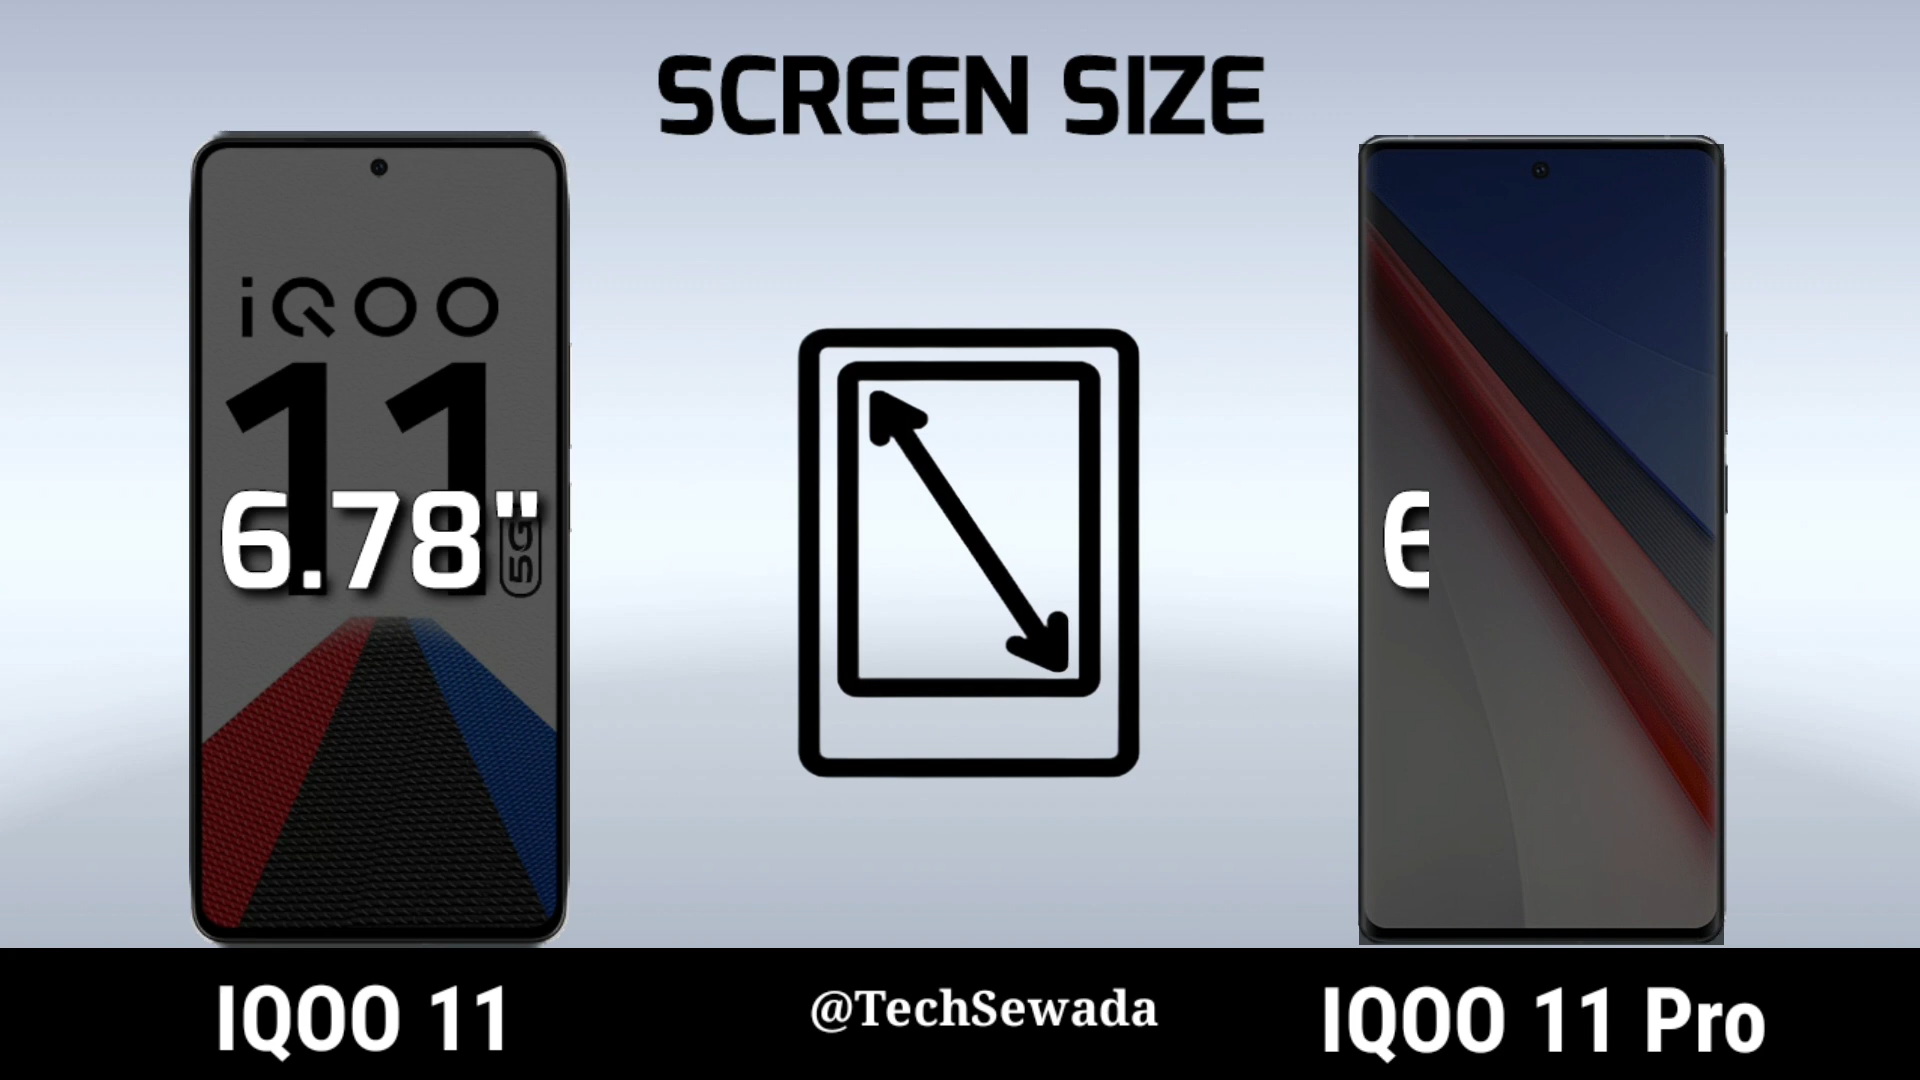 SCREEN SIZE
iQOO
11
5G
6.78"
IQOO 11
@TechSewada
IQOO 11 Pro